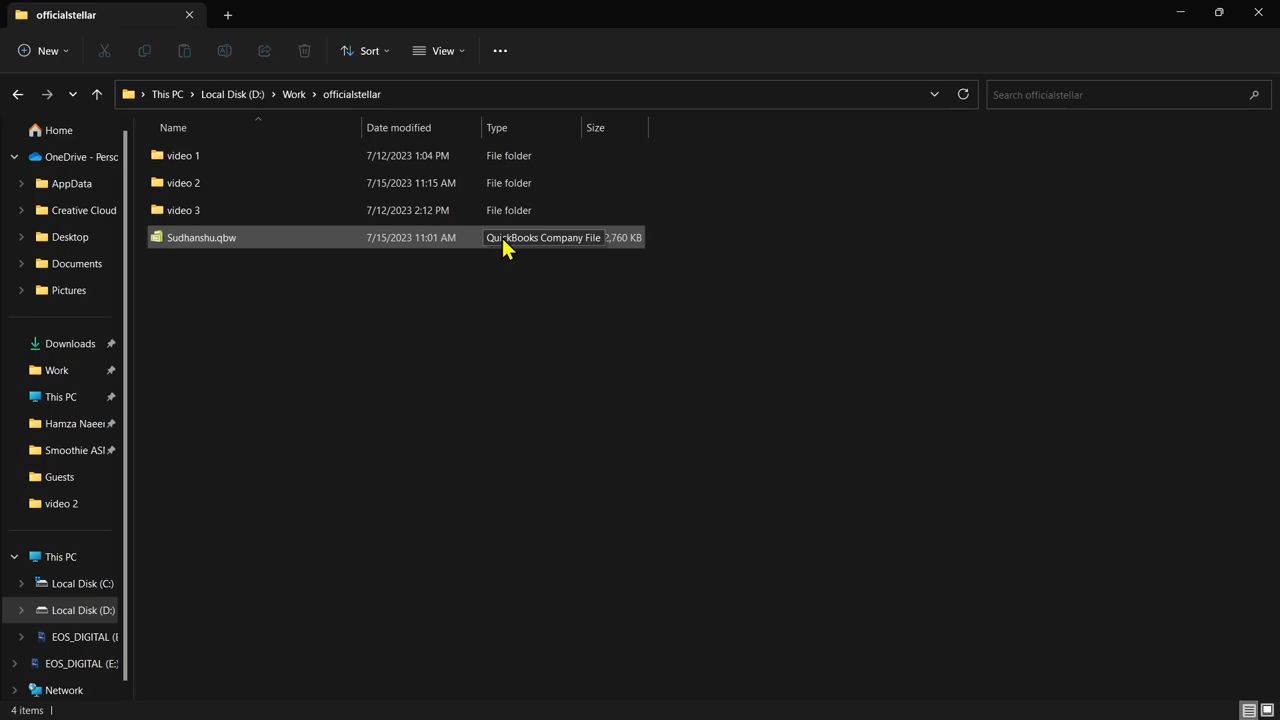 officialstellar
New
Sort
View
This PC
Local Disk (D:)
Work
officialstellar
Search officialstellar
Name
Date modified
Type
Size
video 1
7/12/2023 1:04 PM
File folder
video 2
7/15/2023 11:15 AM
File folder
video 3
7/12/2023 2:12 PM
File folder
Sudhanshu.qbw
7/15/2023 11:01 AM
QuickBooks Company File
2,760 KB
Home
OneDrive - Perso
AppData
Creative Cloud
Desktop
Documents
Pictures
Downloads
Work
This PC
Hamza Naeer
Smoothie AS
Guests
video 2
This PC
Local Disk (C:)
Local Disk (D:)
EOS_DIGITAL (E
EOS_DIGITAL (E:)
Network
4 items